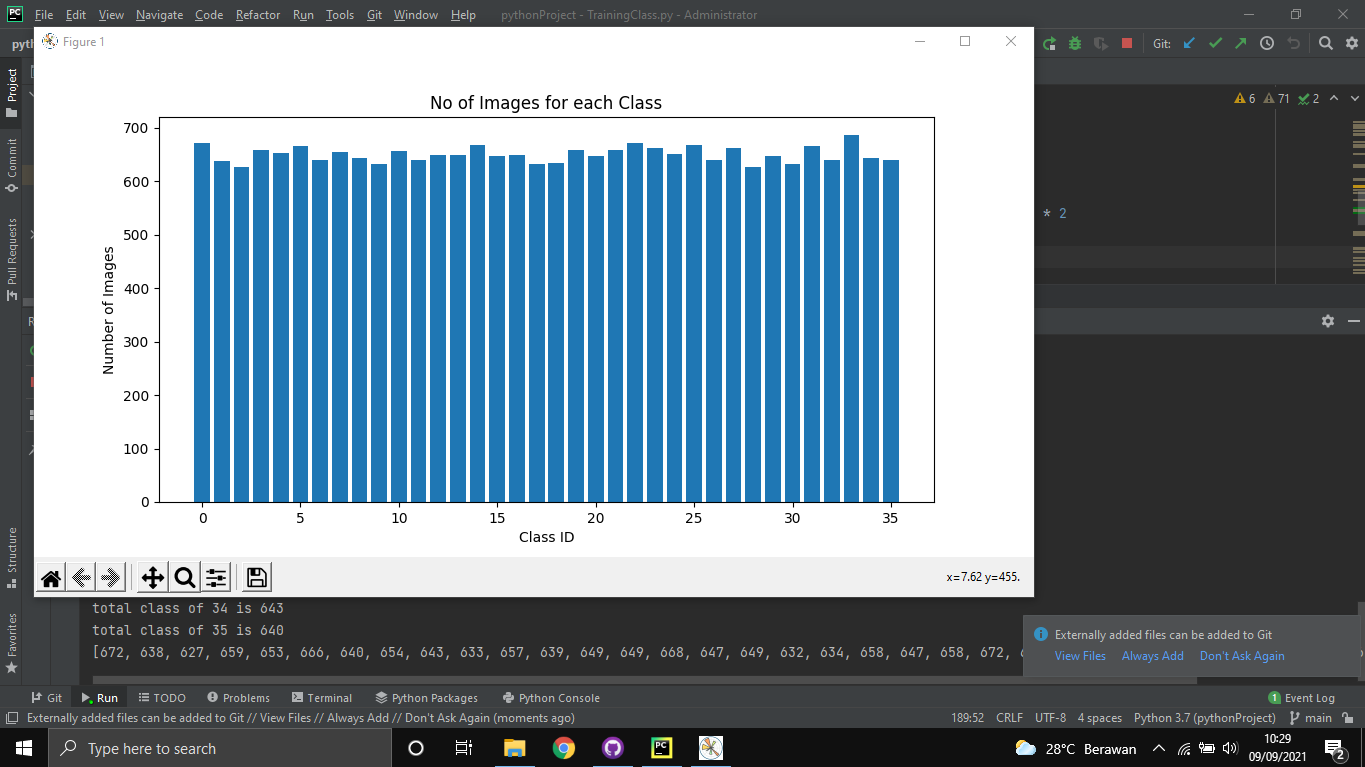 PC File Edit View Navigate Code Refactor Run Tools Git Window Help pythonProject - TrainingClass.py - Administrator
Figure 1
Git:
6 71 2
* 2
Project
Commit
Pull Requests
Structure
Favorites
No of Images for each Class
700
600
500
400
300
200
100
0
Number of Images
0 5 10 15 20 25 30 35
Class ID
x=7.62 y=455.
total class of 34 is 643
total class of 35 is 640
[672, 638, 627, 659, 653, 666, 640, 654, 643, 633, 657, 639, 649, 649, 668, 647, 649, 632, 634, 658, 647, 658, 672,
Externally added files can be added to Git
View Files Always Add Don't Ask Again
Git Run TODO Problems Terminal Python Packages Python Console 1 Event Log
Externally added files can be added to Git // View Files // Always Add // Don't Ask Again (moments ago) 189:52 CRLF UTF-8 4 spaces Python 3.7 (pythonProject) main
Type here to search PC 28°C Berawan 10:29
09/09/2021 2